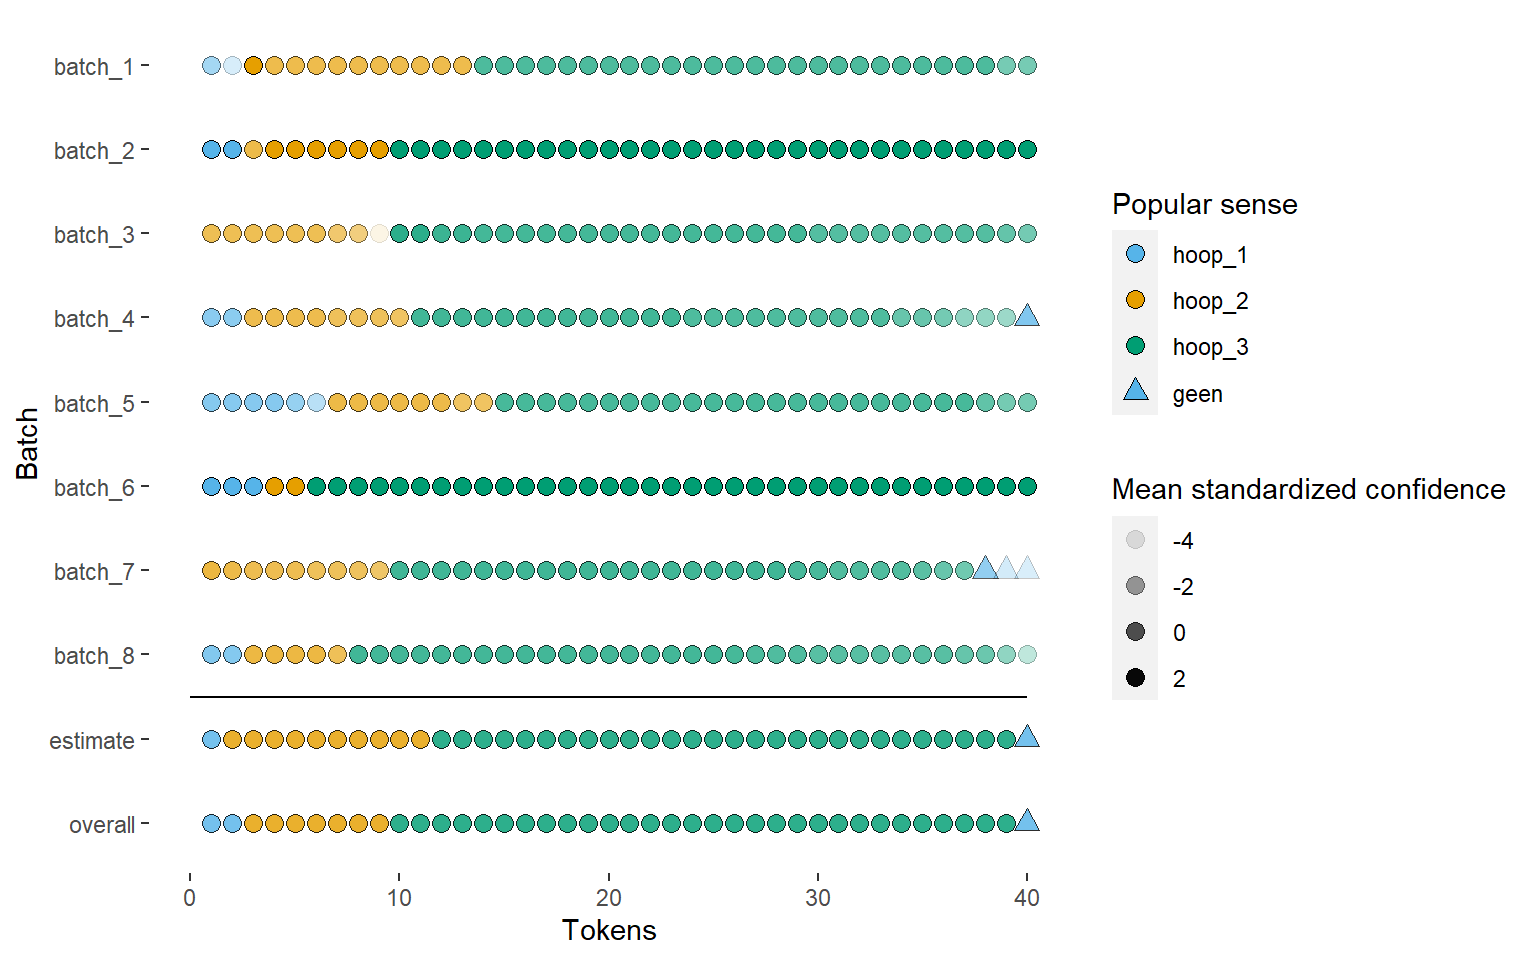 batch_1
batch_2
batch_3
batch_4
batch_5
batch_6
batch_7
batch_8
estimate
overall
Batch
0 10 20 30 40
Tokens
Popular sense
hoop_1
hoop_2
hoop_3
geen
Mean standardized confidence
-4
-2
0
2